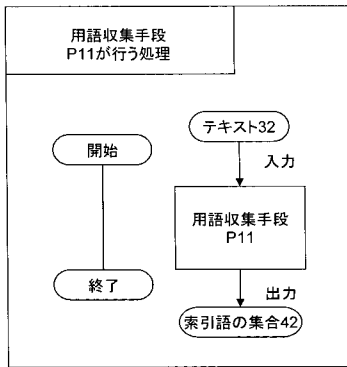 用語収集手段
P11が行う処理
テキスト32
開始
入力
用語収集手段
P11
終了
出力
索引語の集合42